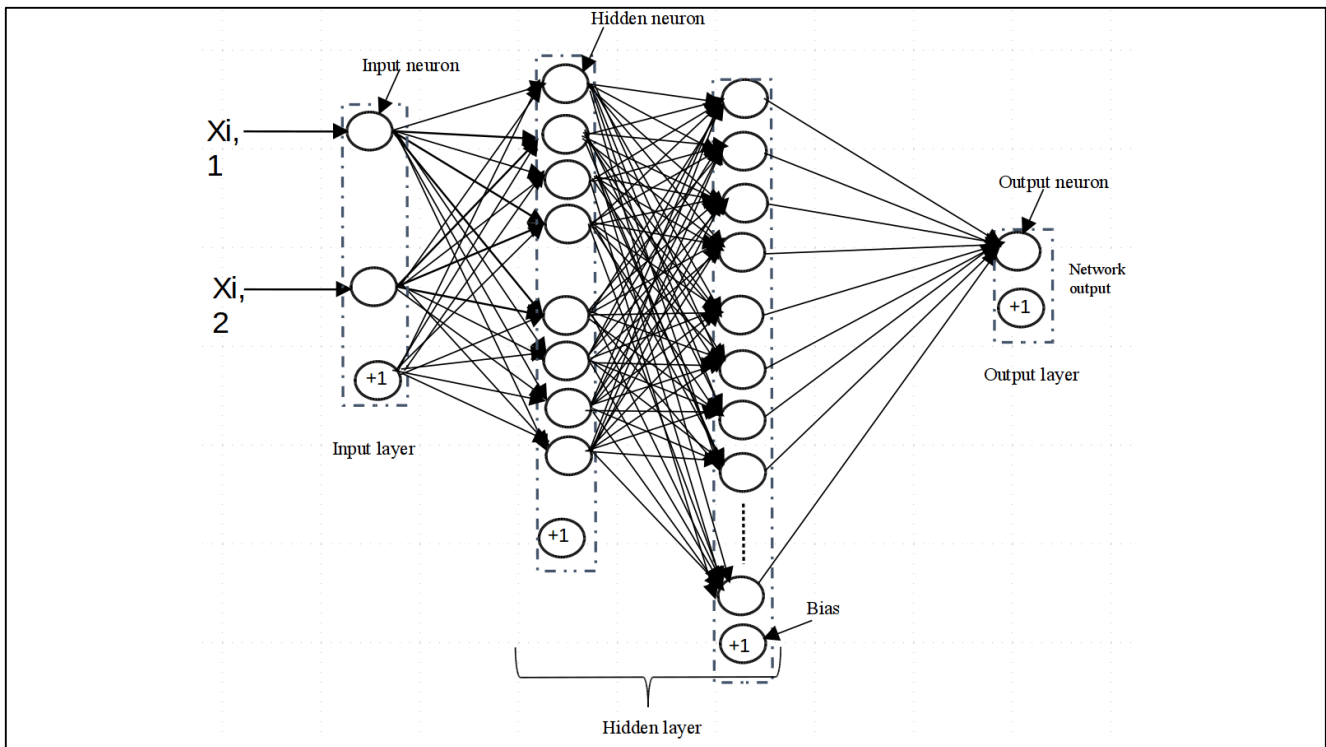 Hidden neuron
Input neuron
Xi,
1
Output neuron
Xi,
2
Network
output
+1
Output layer
+1
Input layer
+1
Bias
+1
Hidden layer